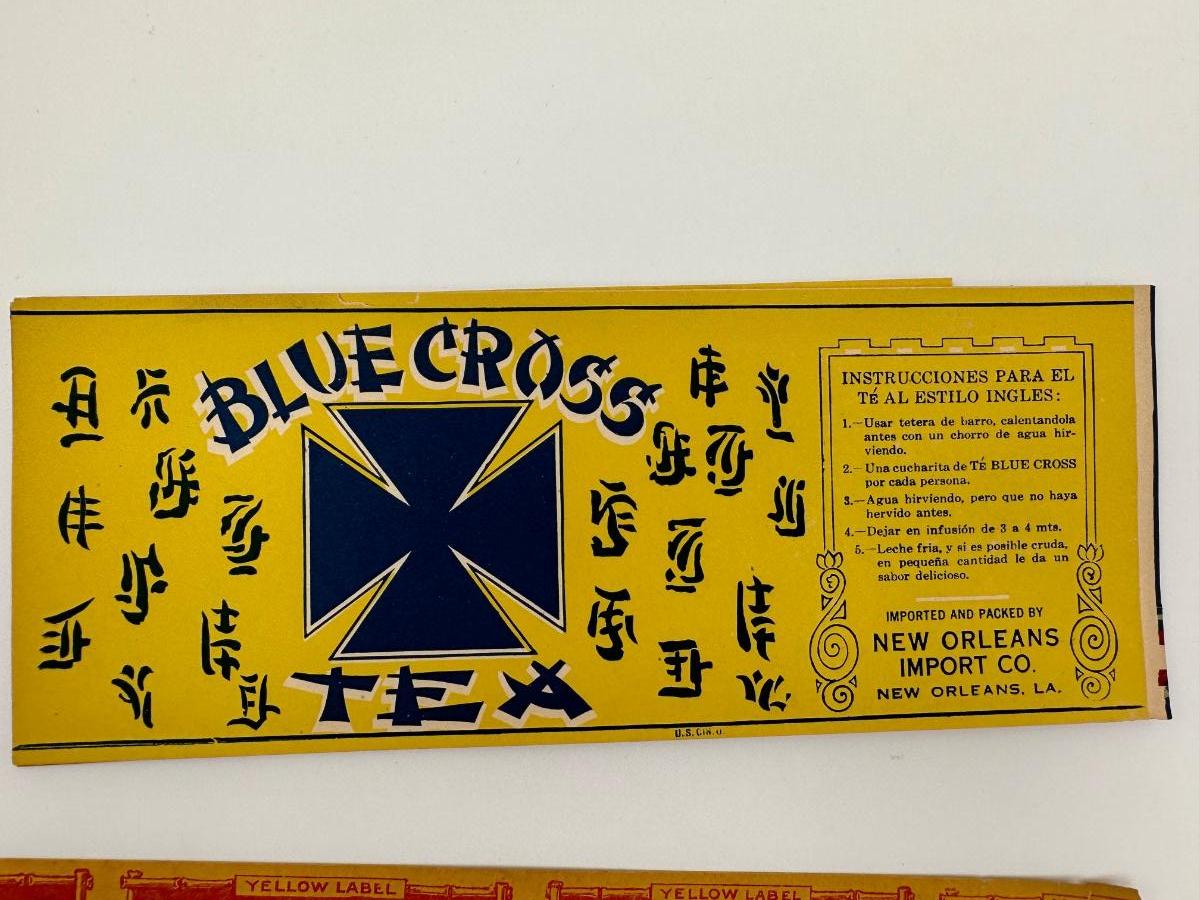 BLUE CROSS
TEA
INSTRUCCIONES PARA EL
TÉ AL ESTILO INGLES:
1.—Usar tetera de barro, calentandola
antes con un chorro de agua hir-
viendo.
2.—Una cucharita de TÉ BLUE CROSS
por cada persona.
3.—Agua hirviendo, pero que no haya
hervido antes.
4.—Dejar en infusión de 3 a 4 mts.
5.—Leche fria, y si es posible cruda,
en pequeña cantidad le da un
sabor delicioso.
IMPORTED AND PACKED BY
NEW ORLEANS
IMPORT CO.
NEW ORLEANS, LA.
U.S. CIN. O.
YELLOW LABEL
YELLOW LABEL